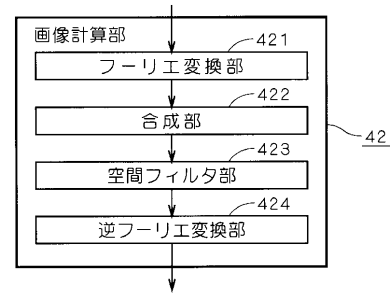 画像計算部
421
フーリエ変換部
422
合成部
423
空間フィルタ部
42
424
逆フーリエ変換部